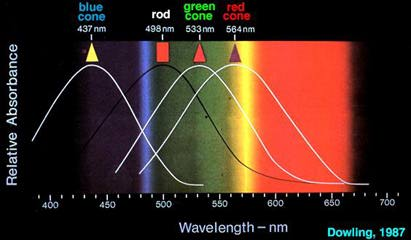 blue cone
437 nm
rod
498 nm
green cone
533 nm
red cone
564 nm
Relative Absorbance
400 450 500 550 600 650 700
Wavelength – nm
Dowling, 1987